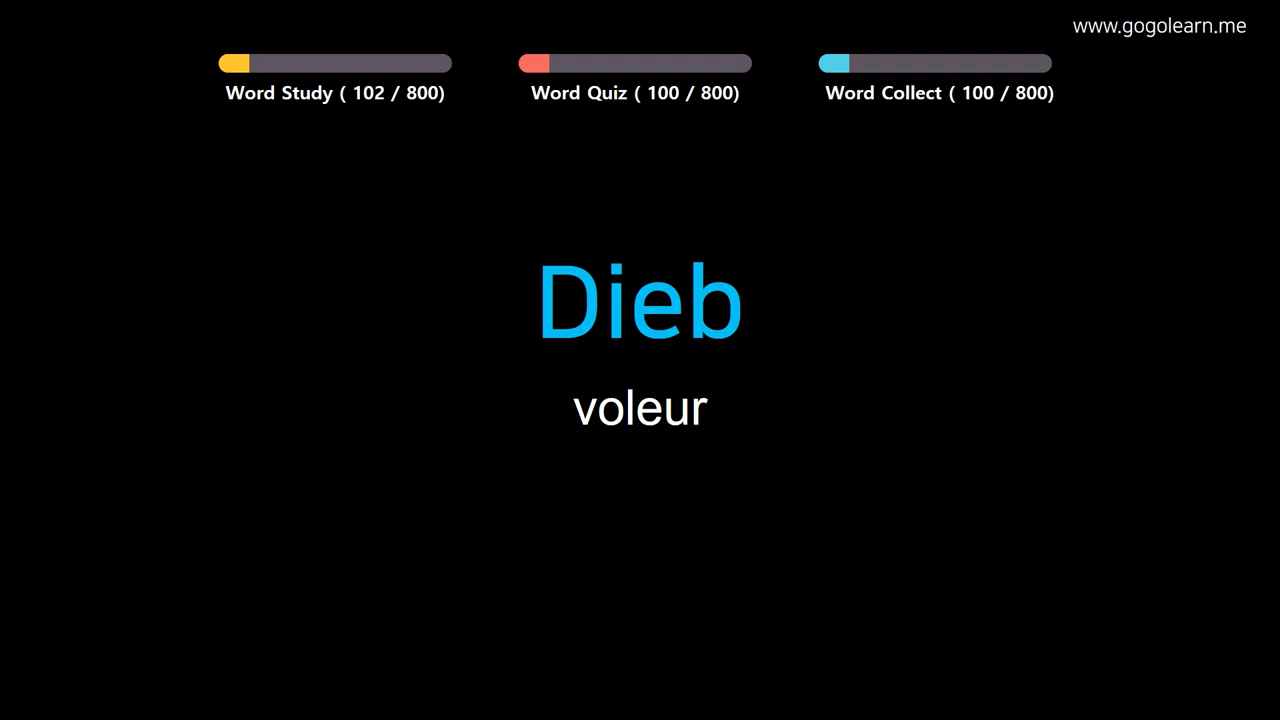 www.gogolearn.me
Word Study ( 102 / 800)
Word Quiz ( 100 / 800)
Word Collect ( 100 / 800)
Dieb
voleur